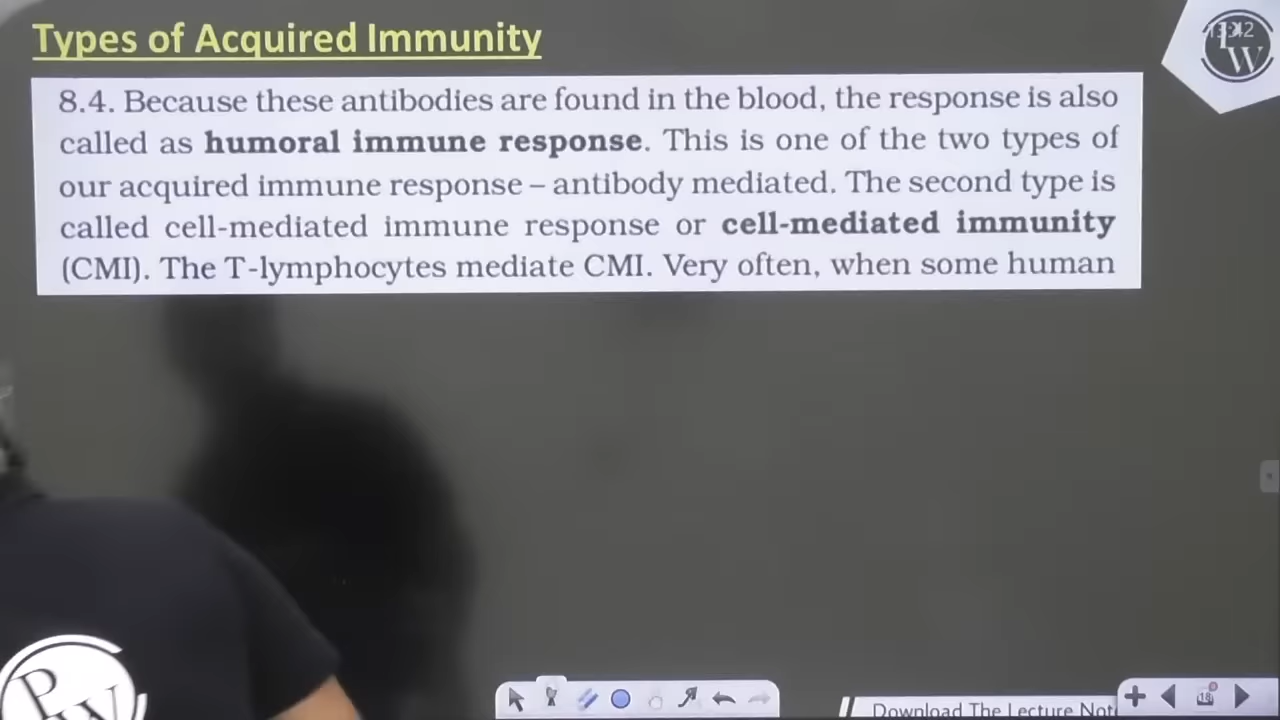 Types of Acquired Immunity
8.4. Because these antibodies are found in the blood, the response is also
called as humoral immune response. This is one of the two types of
our acquired immune response – antibody mediated. The second type is
called cell-mediated immune response or cell-mediated immunity
(CMI). The T-lymphocytes mediate CMI. Very often, when some human
P
W
P
W
18
Download The Lecture Not